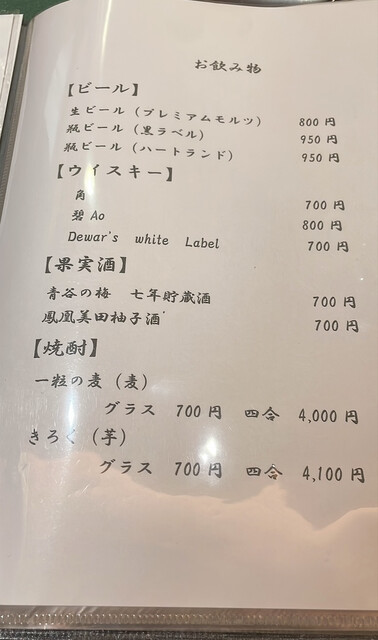 お飲み物
【ビール】
生ビール（プレミアムモルツ） 800円
瓶ビール（黒ラベル） 950円
瓶ビール（ハートランド） 950円
【ウイスキー】
角 700円
碧Ao 800円
Dewar's white Label 700円
【果実酒】
青谷の梅 七年貯蔵酒 700円
鳳凰美田柚子酒 700円
【焼酎】
一粒の麦（麦）
グラス 700円 四合 4,000円
きろく（芋）
グラス 700円 四合 4,100円